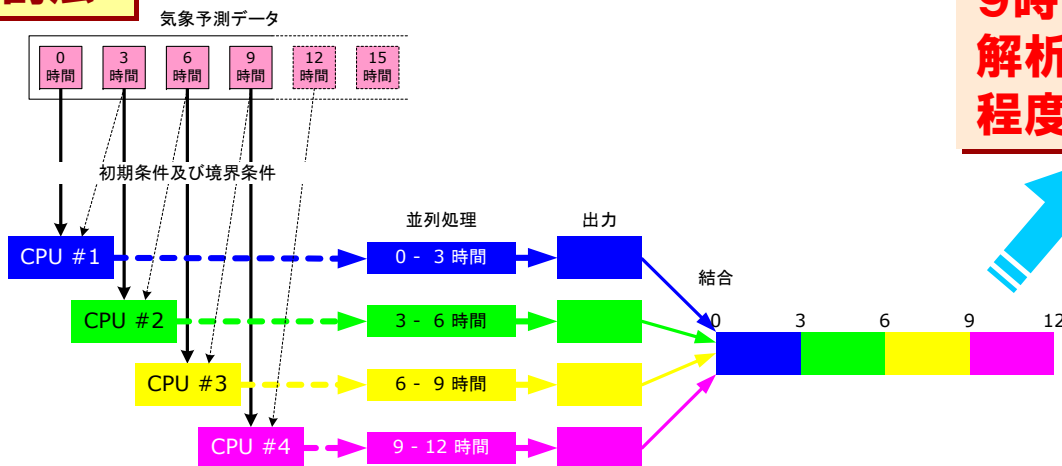 気象予測データ
9時
解析
程度
0
時間
3
時間
6
時間
9
時間
12
時間
15
時間
初期条件及び境界条件
並列処理
出力
CPU #1
0 - 3 時間
結合
CPU #2
3 - 6 時間
0 3 6 9 12
CPU #3
6 - 9 時間
CPU #4
9 - 12 時間